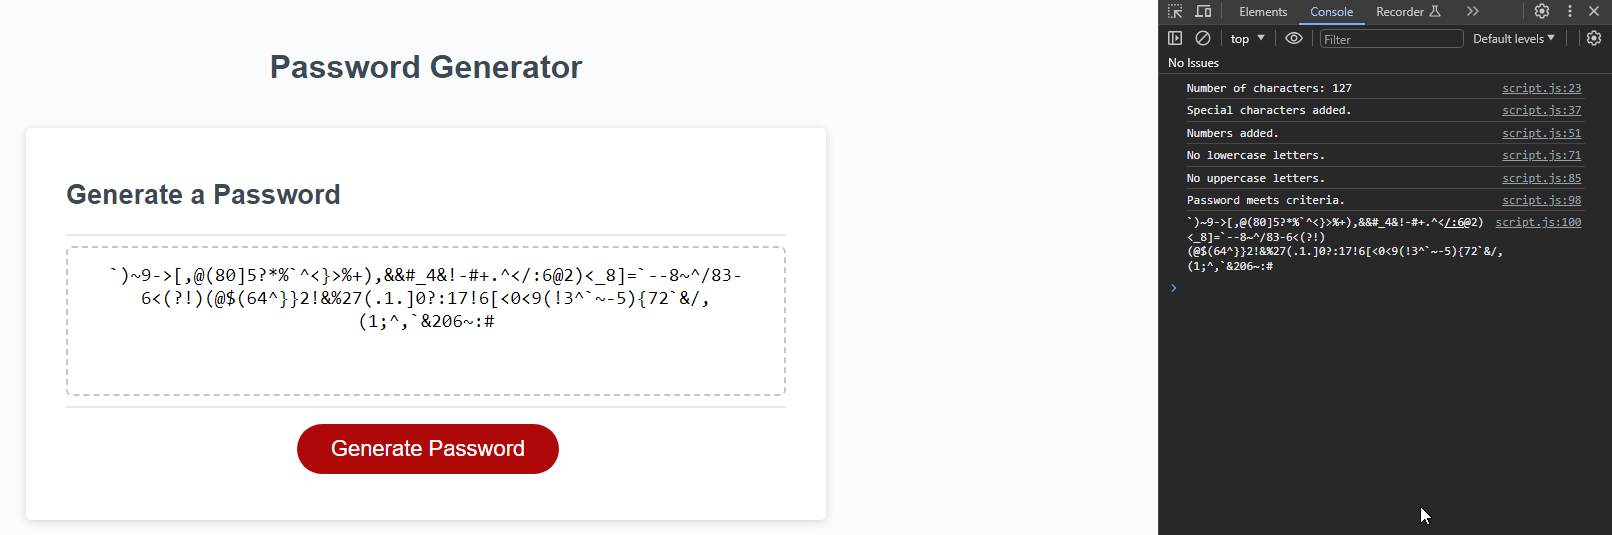 Password Generator
Generate a Password
`)~9->[,@(80]5?*%`^<}>%+),&&#_4&!-#+.^</:6@2)<_8]=`--8~^/83-
6<(?!)(@$(64^}}2!&%27(.1.]0?:17!6[<0<9(!3^`~-5){72`&/,
(1;^,`&206~:#
Generate Password
Elements Console Recorder
top Filter Default levels
No Issues
Number of characters: 127 script.js:23
Special characters added. script.js:37
Numbers added. script.js:51
No lowercase letters. script.js:71
No uppercase letters. script.js:85
Password meets criteria. script.js:98
`)~9->[,@(80]5?*%`^<}>%+),&&#_4&!-#+.^</:6@2) script.js:100
<_8]=`--8~^/83-6<(?!)
(@$(64^}}2!&%27(.1.]0?:17!6[<0<9(!3^`~-5){72`&/,
(1;^,`&206~:#